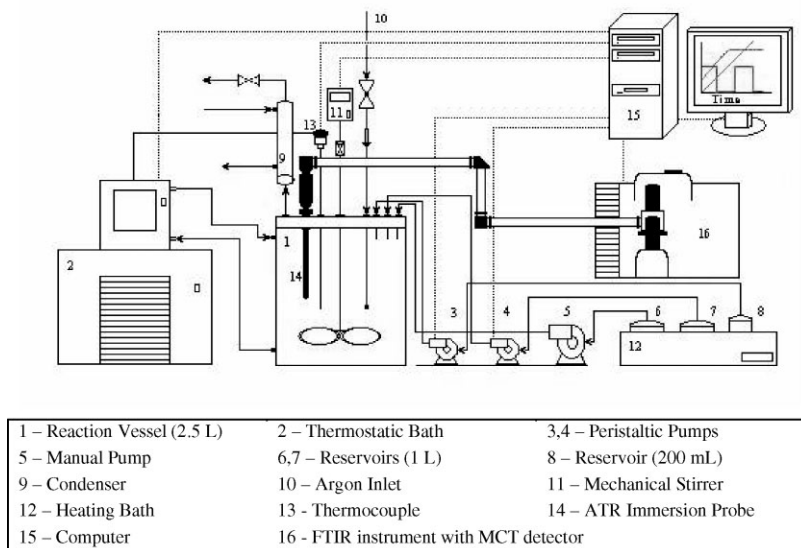 10
Time
15
11
13
9
1
2
14
16
3
4
5
6
7
8
12
1 – Reaction Vessel (2.5 L) 2 – Thermostatic Bath 3,4 – Peristaltic Pumps
5 – Manual Pump 6,7 – Reservoirs (1 L) 8 – Reservoir (200 mL)
9 – Condenser 10 – Argon Inlet 11 – Mechanical Stirrer
12 – Heating Bath 13 - Thermocouple 14 – ATR Immersion Probe
15 – Computer 16 - FTIR instrument with MCT detector